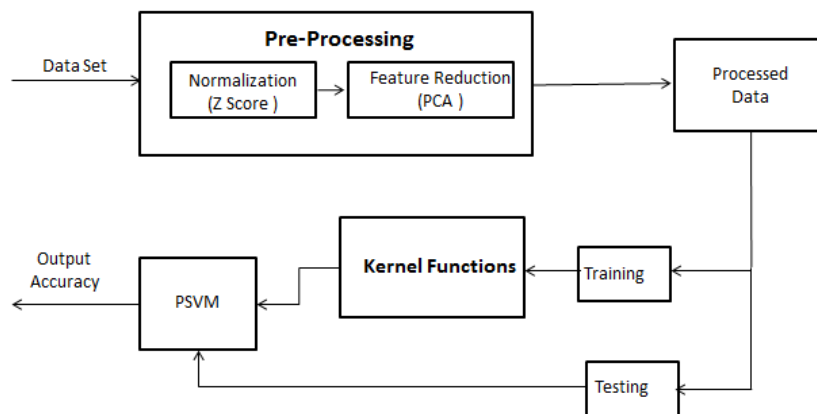 Pre-Processing
Data Set
Normalization
(Z Score )
Feature Reduction
(PCA )
Processed
Data
Output
Accuracy
PSVM
Kernel Functions
Training
Testing